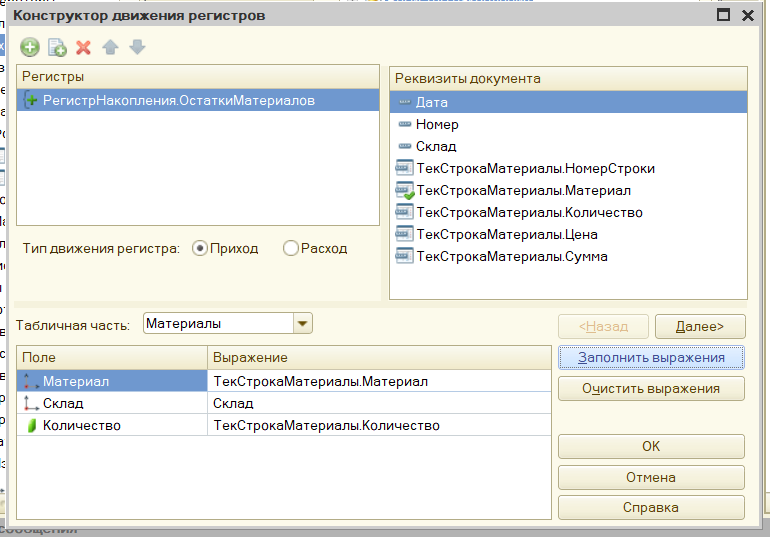 Конструктор движения регистров
Регистры
РегистрНакопления.ОстаткиМатериалов
Реквизиты документа
Дата
Номер
Склад
ТекСтрокаМатериалы.НомерСтроки
ТекСтрокаМатериалы.Материал
ТекСтрокаМатериалы.Количество
ТекСтрокаМатериалы.Цена
ТекСтрокаМатериалы.Сумма
Тип движения регистра: Приход Расход
Табличная часть: Материалы
<Назад Далее>
Поле Выражение
Материал ТекСтрокаМатериалы.Материал
Склад Склад
Количество ТекСтрокаМатериалы.Количество
Заполнить выражения
Очистить выражения
OK
Отмена
Справка